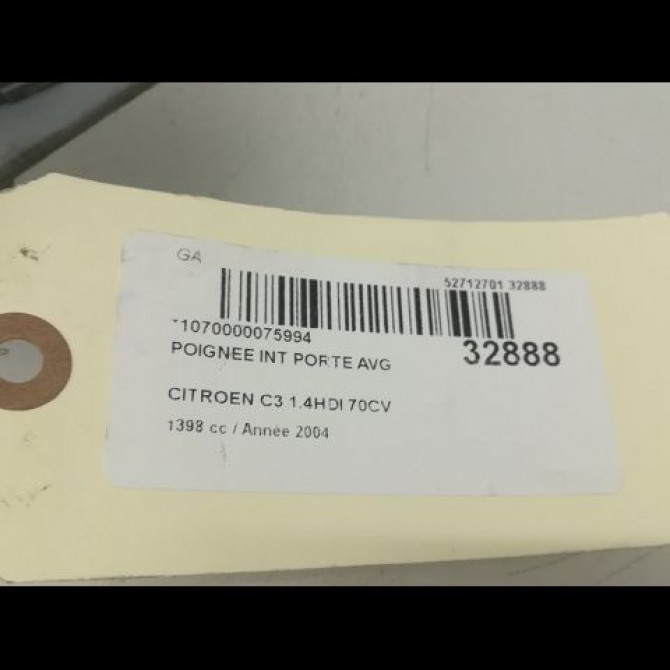 GA
52712701 32888
*1070000075994
POIGNEE INT PORTE AVG
32888
CITROEN C3 1.4HDI 70CV
1398 cc / Année 2004